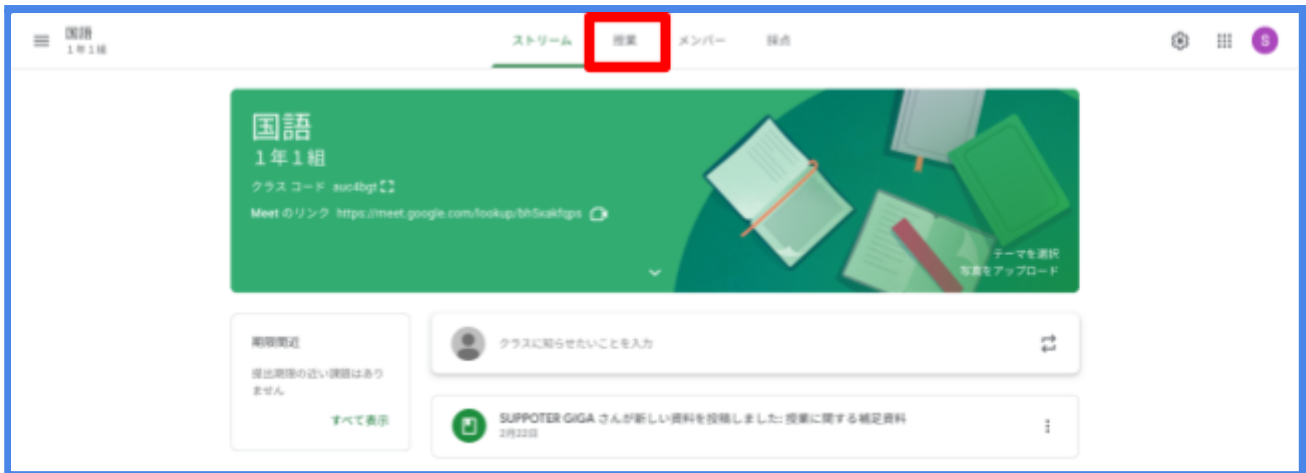 国語
1年1組
ストリーム 授業 メンバー 採点
S
国語
1年1組
クラス コード auc4bgt
Meet のリンク
テーマを選択
写真をアップロード
期限間近
提出期限の近い課題はあり
ません
すべて表示
クラスに知らせたいことを入力
SUPPOTER GIGA さんが新しい資料を投稿しました: 授業に関する補足資料
2月22日